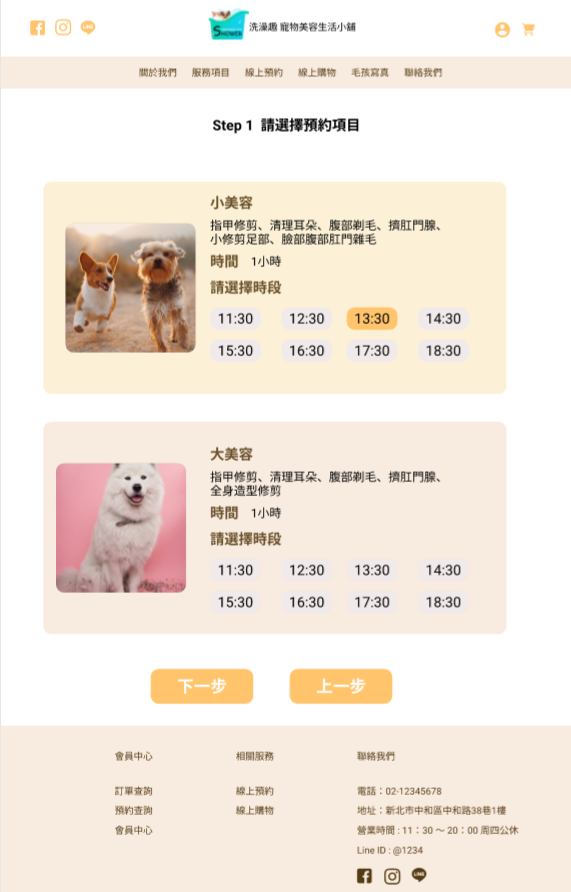 SHOWER 洗澡趣 寵物美容生活小舖
關於我們 服務項目 線上預約 線上購物 毛孩寫真 聯絡我們
Step 1 請選擇預約項目
小美容
指甲修剪、清理耳朵、腹部剃毛、擠肛門腺、
小修剪足部、臉部腹部肛門雜毛
時間 1小時
請選擇時段
11:30 12:30 13:30 14:30
15:30 16:30 17:30 18:30
大美容
指甲修剪、清理耳朵、腹部剃毛、擠肛門腺、
全身造型修剪
時間 1小時
請選擇時段
11:30 12:30 13:30 14:30
15:30 16:30 17:30 18:30
下一步 上一步
會員中心 相關服務 聯絡我們
訂單查詢 線上預約 電話：02-12345678
預約查詢 線上購物 地址：新北市中和區中和路38巷1樓
會員中心 營業時間 : 11：30 ～ 20：00 周四公休
Line ID : @1234